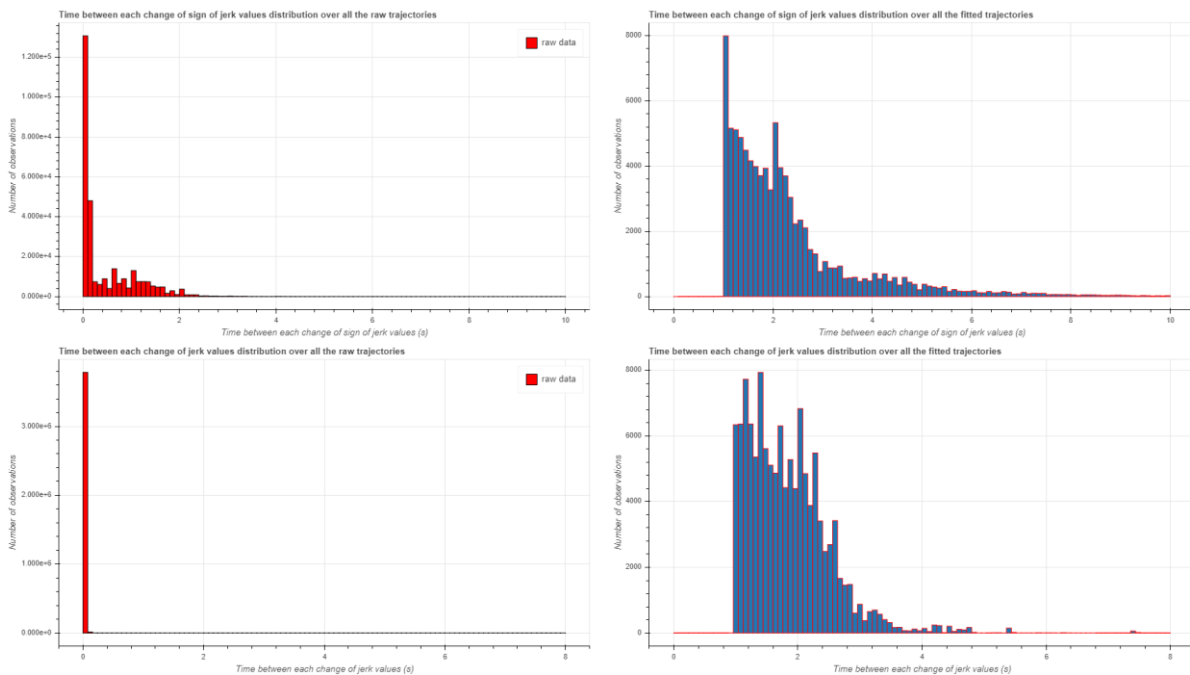 Time between each change of sign of jerk values distribution over all the raw trajectories
raw data
1.200e+5
1.000e+5
8.000e+4
6.000e+4
4.000e+4
2.000e+4
0.000e+0
Number of observations
0 2 4 6 8 10
Time between each change of sign of jerk values (s)
Time between each change of sign of jerk values distribution over all the fitted trajectories
8000
6000
4000
2000
0
Number of observations
0 2 4 6 8 10
Time between each change of sign of jerk values (s)
Time between each change of jerk values distribution over all the raw trajectories
raw data
3.000e+6
2.000e+6
1.000e+6
0.000e+0
Number of observations
0 2 4 6 8
Time between each change of jerk values (s)
Time between each change of jerk values distribution over all the fitted trajectories
8000
6000
4000
2000
0
Number of observations
0 2 4 6 8
Time between each change of jerk values (s)